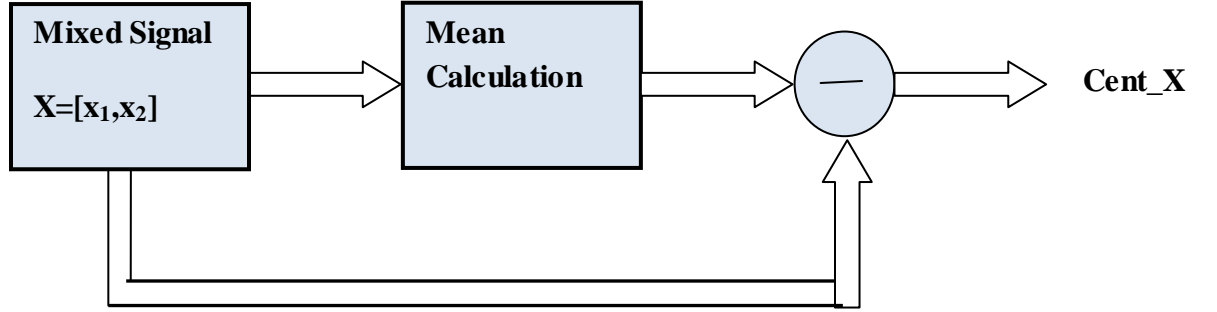 Mixed Signal
X=[x₁,x₂]
Mean
Calculation
—
Cent_X